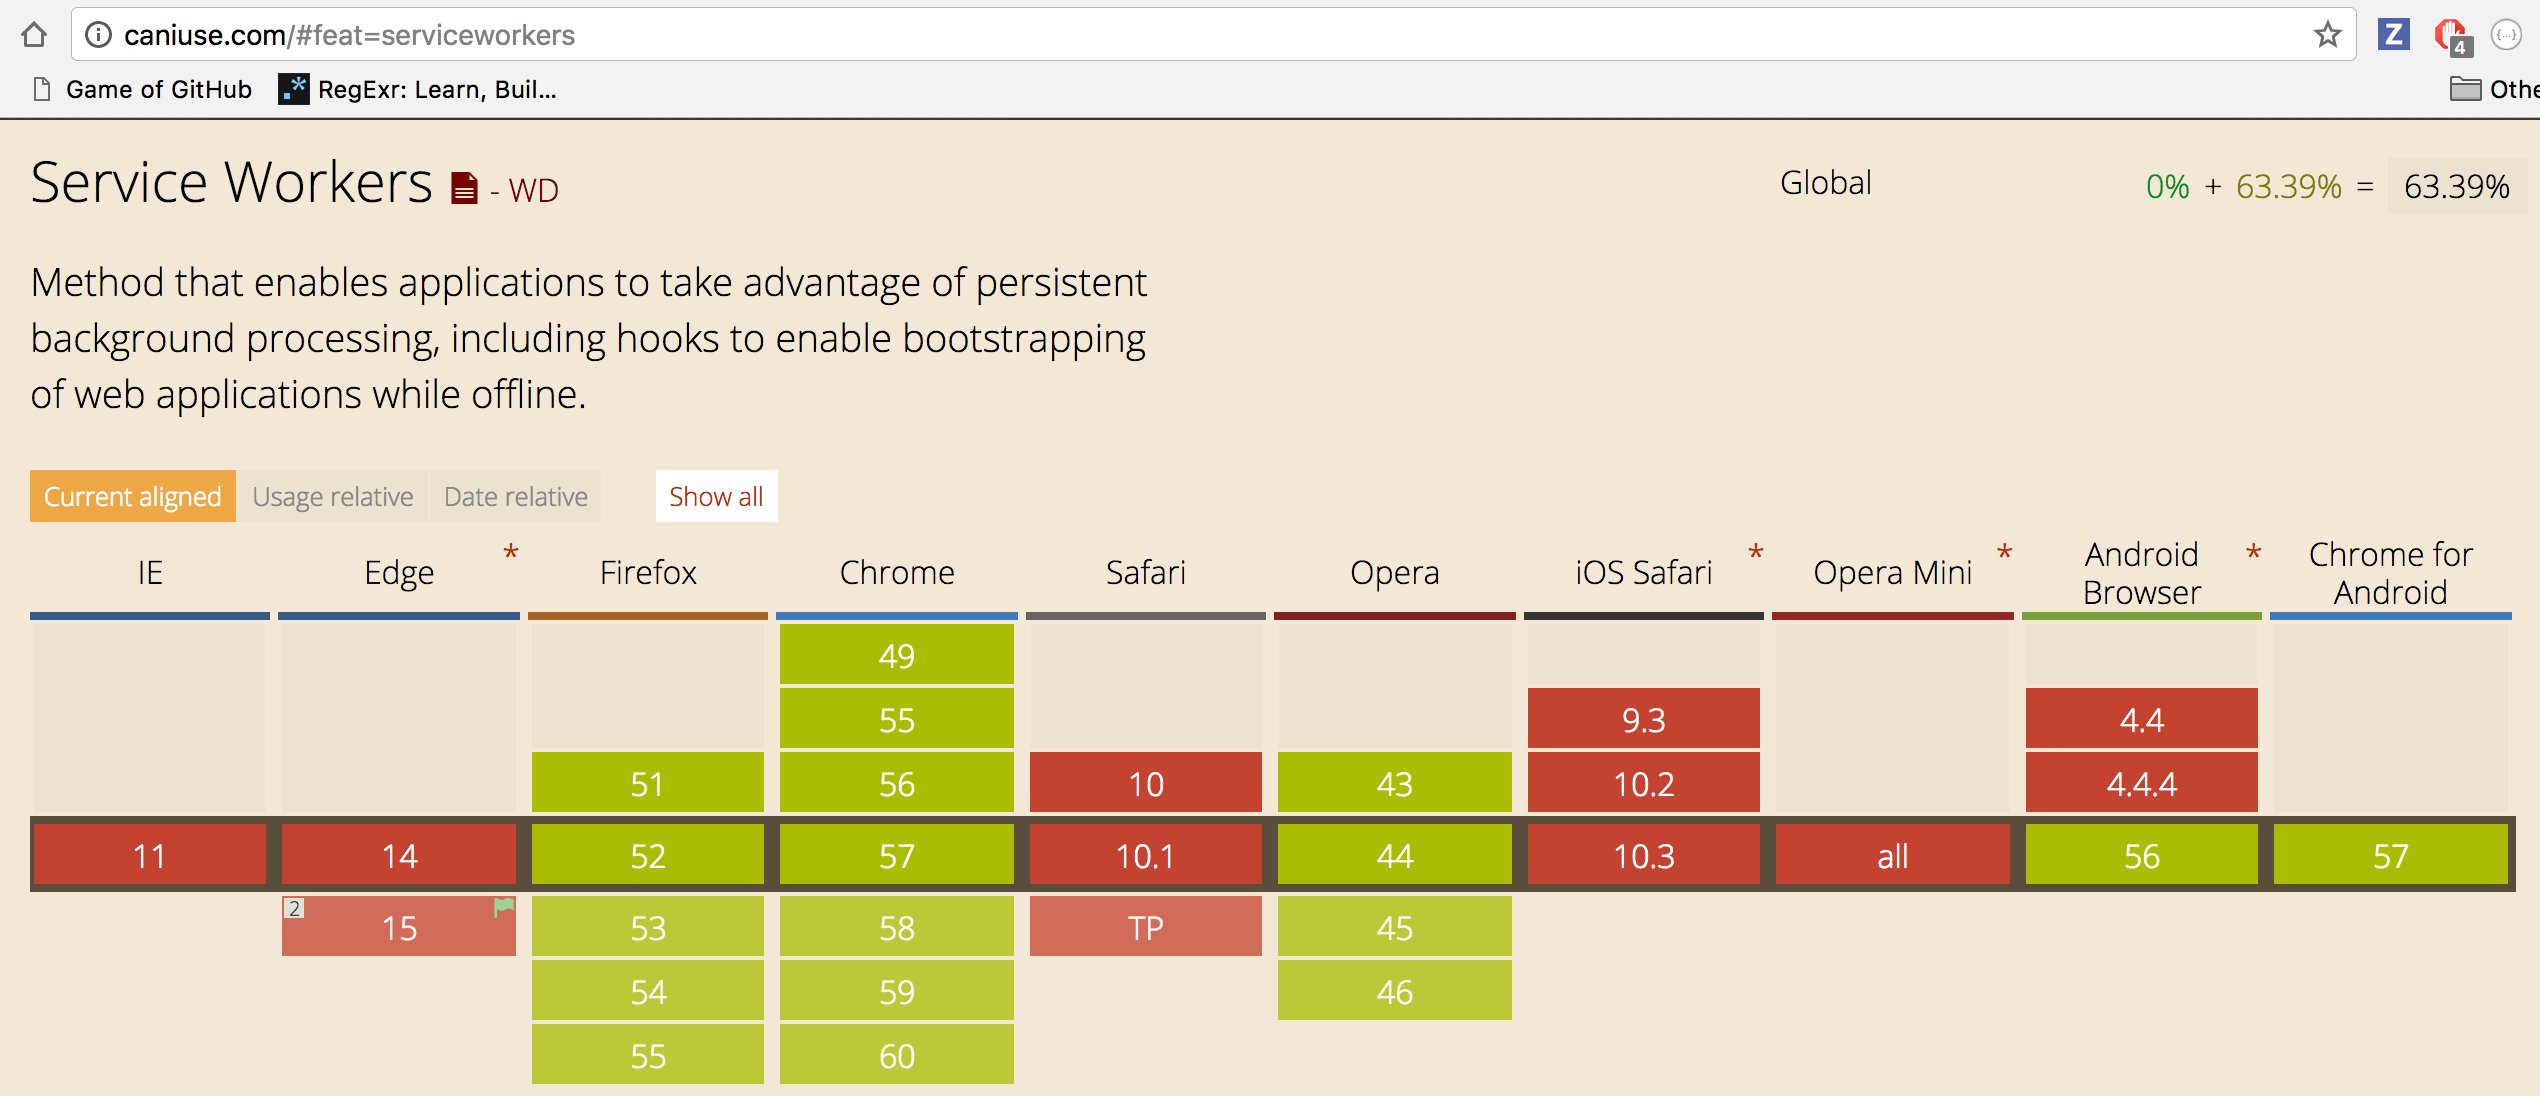 caniuse.com/#feat=serviceworkers
Z
4
{...}
Game of GitHub
.* RegExr: Learn, Buil...
Othe
Service Workers - WD
Global
0% + 63.39% = 63.39%
Method that enables applications to take advantage of persistent
background processing, including hooks to enable bootstrapping
of web applications while offline.
Current aligned Usage relative Date relative Show all
IE Edge * Firefox Chrome Safari Opera iOS Safari * Opera Mini * Android Browser * Chrome for Android
49
55 9.3 4.4
51 56 10 43 10.2 4.4.4
11 14 52 57 10.1 44 10.3 all 56 57
2 15 53 58 TP 45
54 59 46
55 60